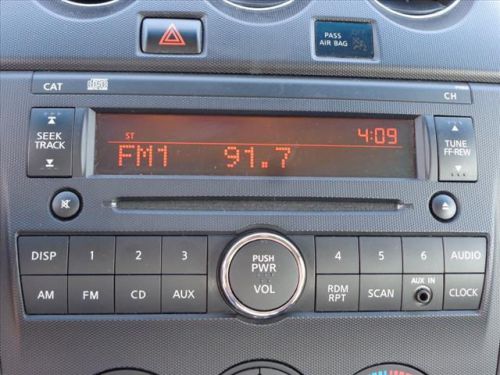 PASS
AIR BAG
CAT
CH
SEEK
TRACK
ST
4:09
FM1 91.7
TUNE
FF·REW
DISP 1 2 3
PUSH
PWR
VOL
4 5 6 AUDIO
AM FM CD AUX
RDM
RPT
SCAN
AUX IN
CLOCK